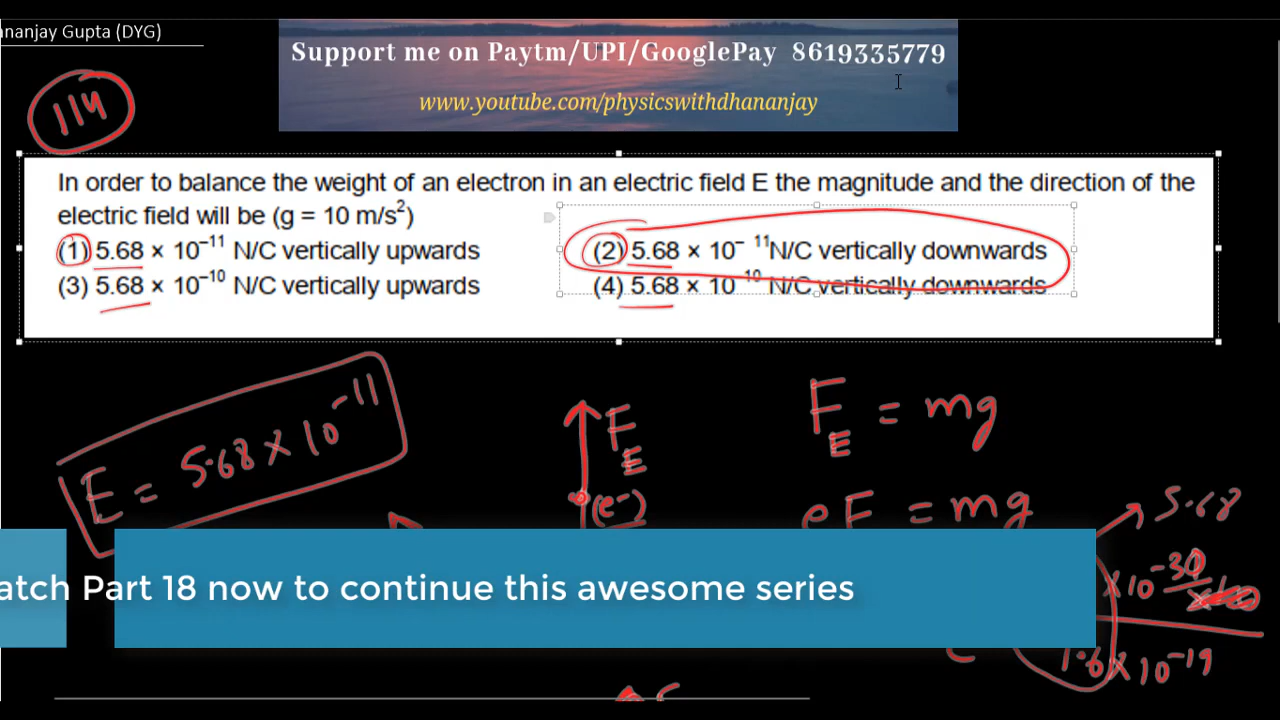 ananjay Gupta (DYG)
Support me on Paytm/UPI/GooglePay 8619335779
www.youtube.com/physicswithdhananjay
114
In order to balance the weight of an electron in an electric field E the magnitude and the direction of the
electric field will be (g = 10 m/s²)
(1) 5.68 × 10⁻¹¹ N/C vertically upwards
(2) 5.68 × 10⁻ ¹¹N/C vertically downwards
(3) 5.68 × 10⁻¹⁰ N/C vertically upwards
(4) 5.68 × 10⁻¹⁰ N/C vertically downwards
E = 5.68 × 10⁻¹¹
F_E
(e⁻)
F_E = mg
eE = mg
5.68
× 10⁻³⁰
1.6 × 10⁻¹⁹
atch Part 18 now to continue this awesome series